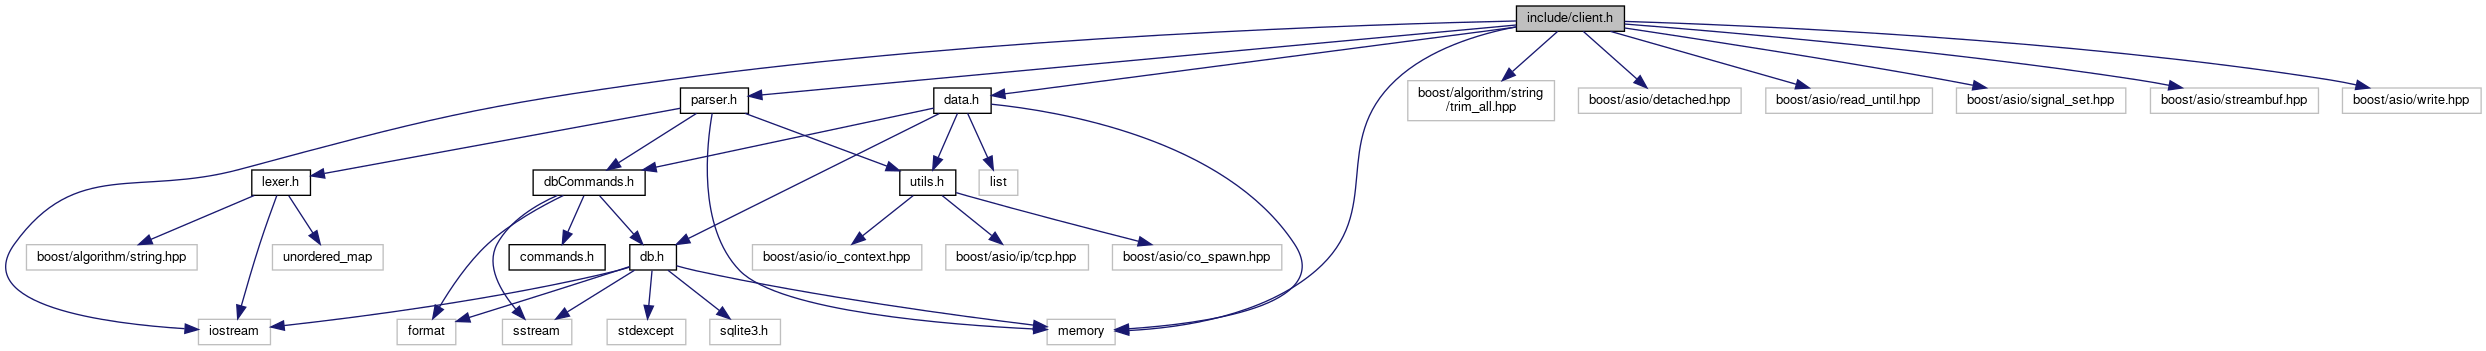 include/client.h
parser.h
data.h
boost/algorithm/string
/trim_all.hpp
boost/asio/detached.hpp
boost/asio/read_until.hpp
boost/asio/signal_set.hpp
boost/asio/streambuf.hpp
boost/asio/write.hpp
lexer.h
dbCommands.h
utils.h
list
boost/algorithm/string.hpp
unordered_map
commands.h
db.h
boost/asio/io_context.hpp
boost/asio/ip/tcp.hpp
boost/asio/co_spawn.hpp
iostream
format
sstream
stdexcept
sqlite3.h
memory